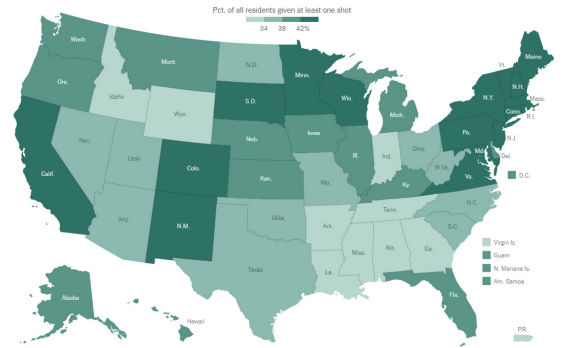 Pct. of all residents given at least one shot
34 38 42%
Wash.
Mont.
N.D.
Minn.
Vt.
Maine
Ore.
Idaho
Wyo.
S.D.
Wis.
Mich.
N.Y.
N.H.
Mass.
Conn.
R.I.
Nev.
Utah
Colo.
Neb.
Iowa
Ill.
Ind.
Ohio
Pa.
N.J.
Md.
Del.
W.Va.
Va.
D.C.
Calif.
Kan.
Mo.
Ky.
Ariz.
N.M.
Okla.
Ark.
Tenn.
N.C.
S.C.
Texas
La.
Miss.
Ala.
Ga.
Virgin Is.
Guam
N. Mariana Is.
Am. Samoa
Alaska
Hawaii
Fla.
P.R.